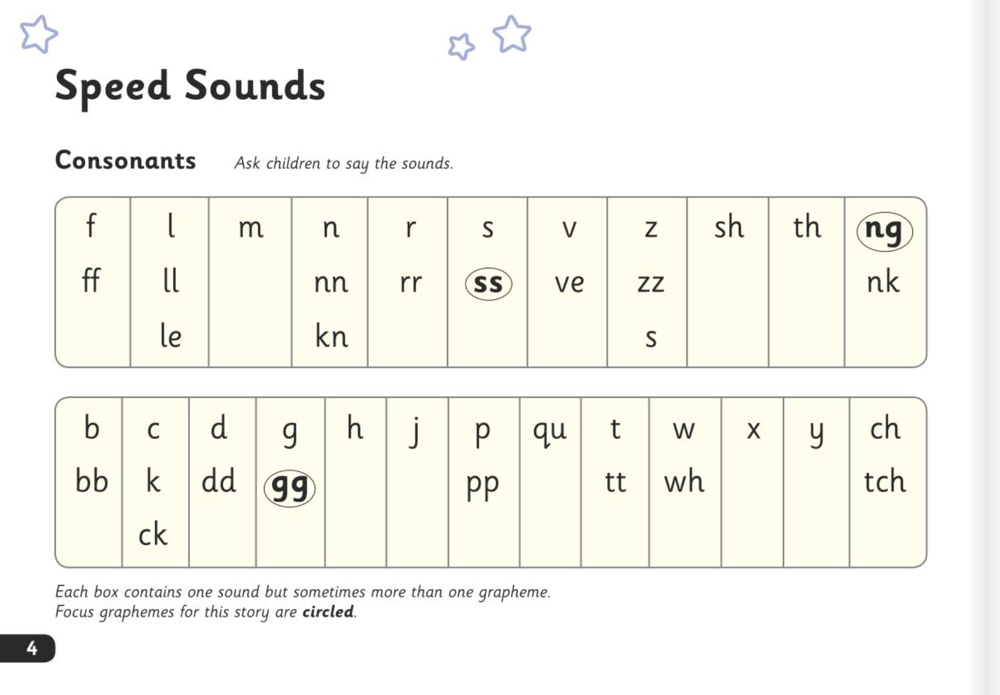 Speed Sounds
Consonants Ask children to say the sounds.
f l m n r s v z sh th ng
ff ll nn rr ss ve zz nk
le kn s
b c d g h j p qu t w x y ch
bb k dd gg pp tt wh tch
ck
Each box contains one sound but sometimes more than one grapheme.
Focus graphemes for this story are circled.
4